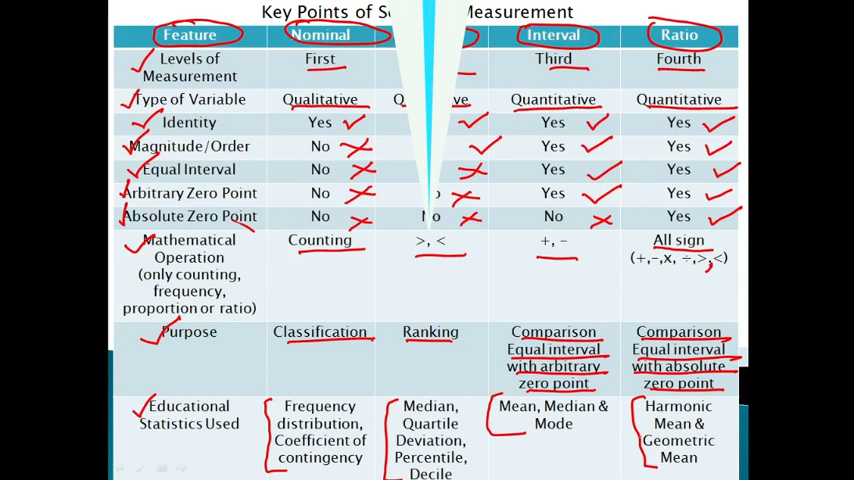 Key Points of Sc Measurement
Feature Nominal Interval Ratio
Levels of Measurement First Third Fourth
Type of Variable Qualitative Quantitative Quantitative
Identity Yes Yes Yes
Magnitude/Order No Yes Yes
Equal Interval No Yes Yes
Arbitrary Zero Point No Yes Yes
Absolute Zero Point No No No Yes
Mathematical Operation (only counting, frequency, proportion or ratio) Counting >, < +, - All sign (+,-,x, ÷,>,<)
Purpose Classification Ranking Comparison Equal interval with arbitrary zero point Comparison Equal interval with absolute zero point
Educational Statistics Used Frequency distribution, Coefficient of contingency Median, Quartile Deviation, Percentile, Decile Mean, Median & Mode Harmonic Mean & Geometric Mean